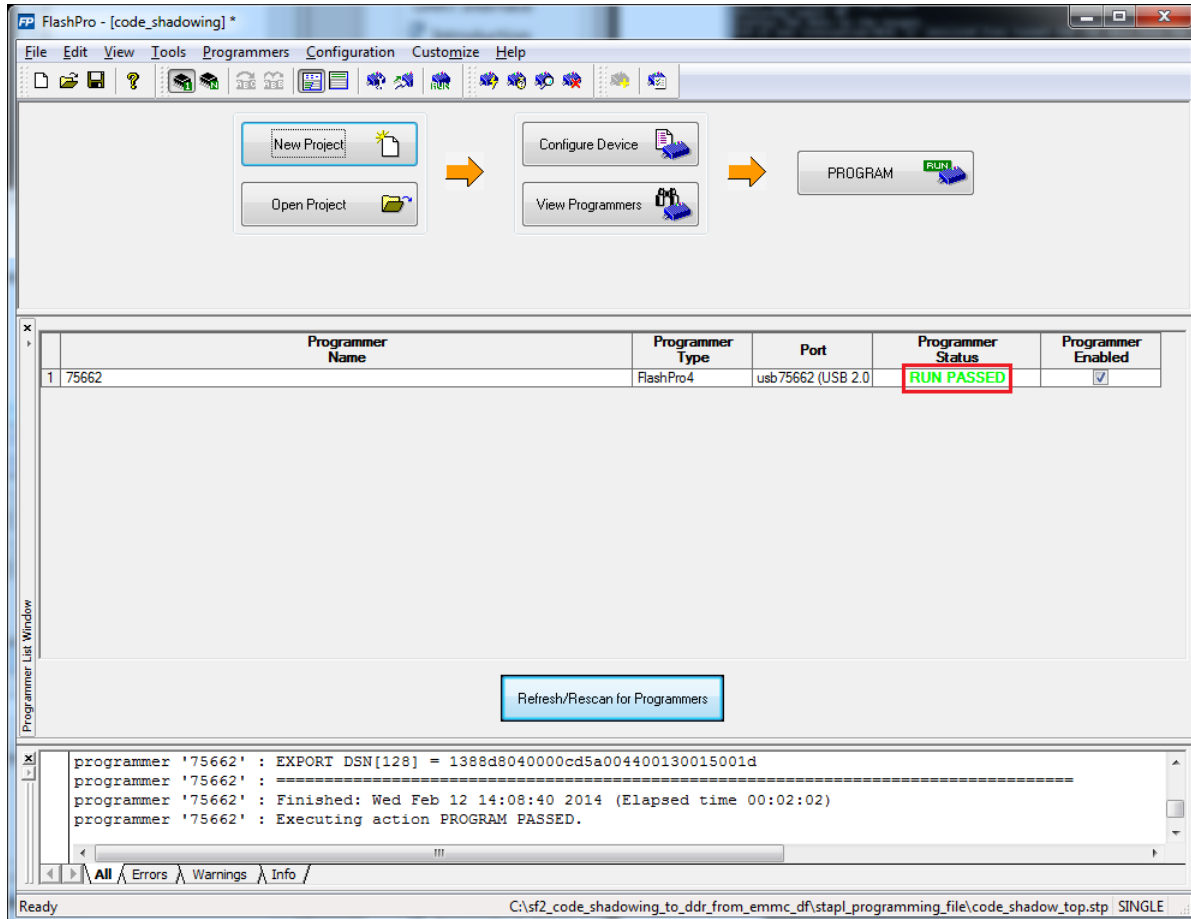 FlashPro - [code_shadowing] *
File Edit View Tools Programmers Configuration Customize Help
New Project
Configure Device
PROGRAM
RUN
Open Project
View Programmers
Programmer Name
Programmer Type
Port
Programmer Status
Programmer Enabled
1 75662 FlashPro4 usb75662 (USB 2.0 RUN PASSED
Programmer List Window
Refresh/Rescan for Programmers
programmer '75662' : EXPORT DSN[128] = 1388d8040000cd5a004400130015001d
programmer '75662' : ===================================================================================
programmer '75662' : Finished: Wed Feb 12 14:08:40 2014 (Elapsed time 00:02:02)
programmer '75662' : Executing action PROGRAM PASSED.
All Errors Warnings Info
Ready C:\sf2_code_shadowing_to_ddr_from_emmc_df\stapl_programming_file\code_shadow_top.stp SINGLE